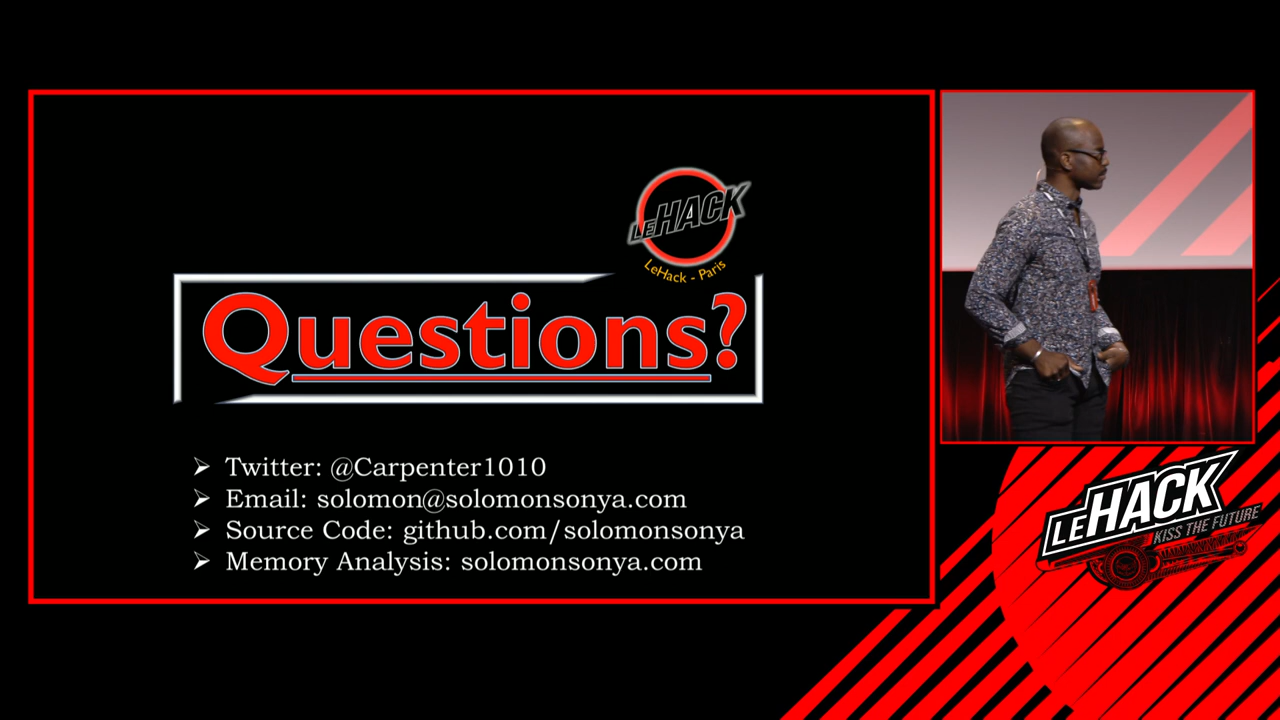 LEHACK
LeHack - Paris
Questions?
➢ Twitter: @Carpenter1010
➢ Email: solomon@solomonsonya.com
➢ Source Code: github.com/solomonsonya
➢ Memory Analysis: solomonsonya.com
LEHACK
KISS THE FUTURE